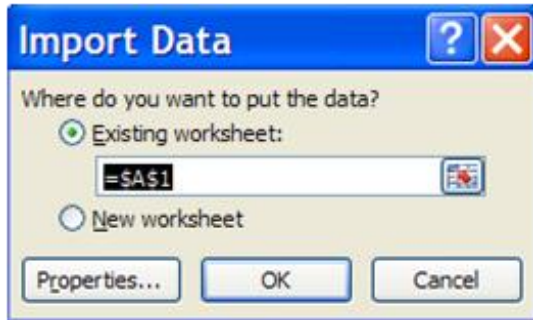 Import Data ?
Where do you want to put the data?
Existing worksheet:
=$A$1
New worksheet
Properties... OK Cancel